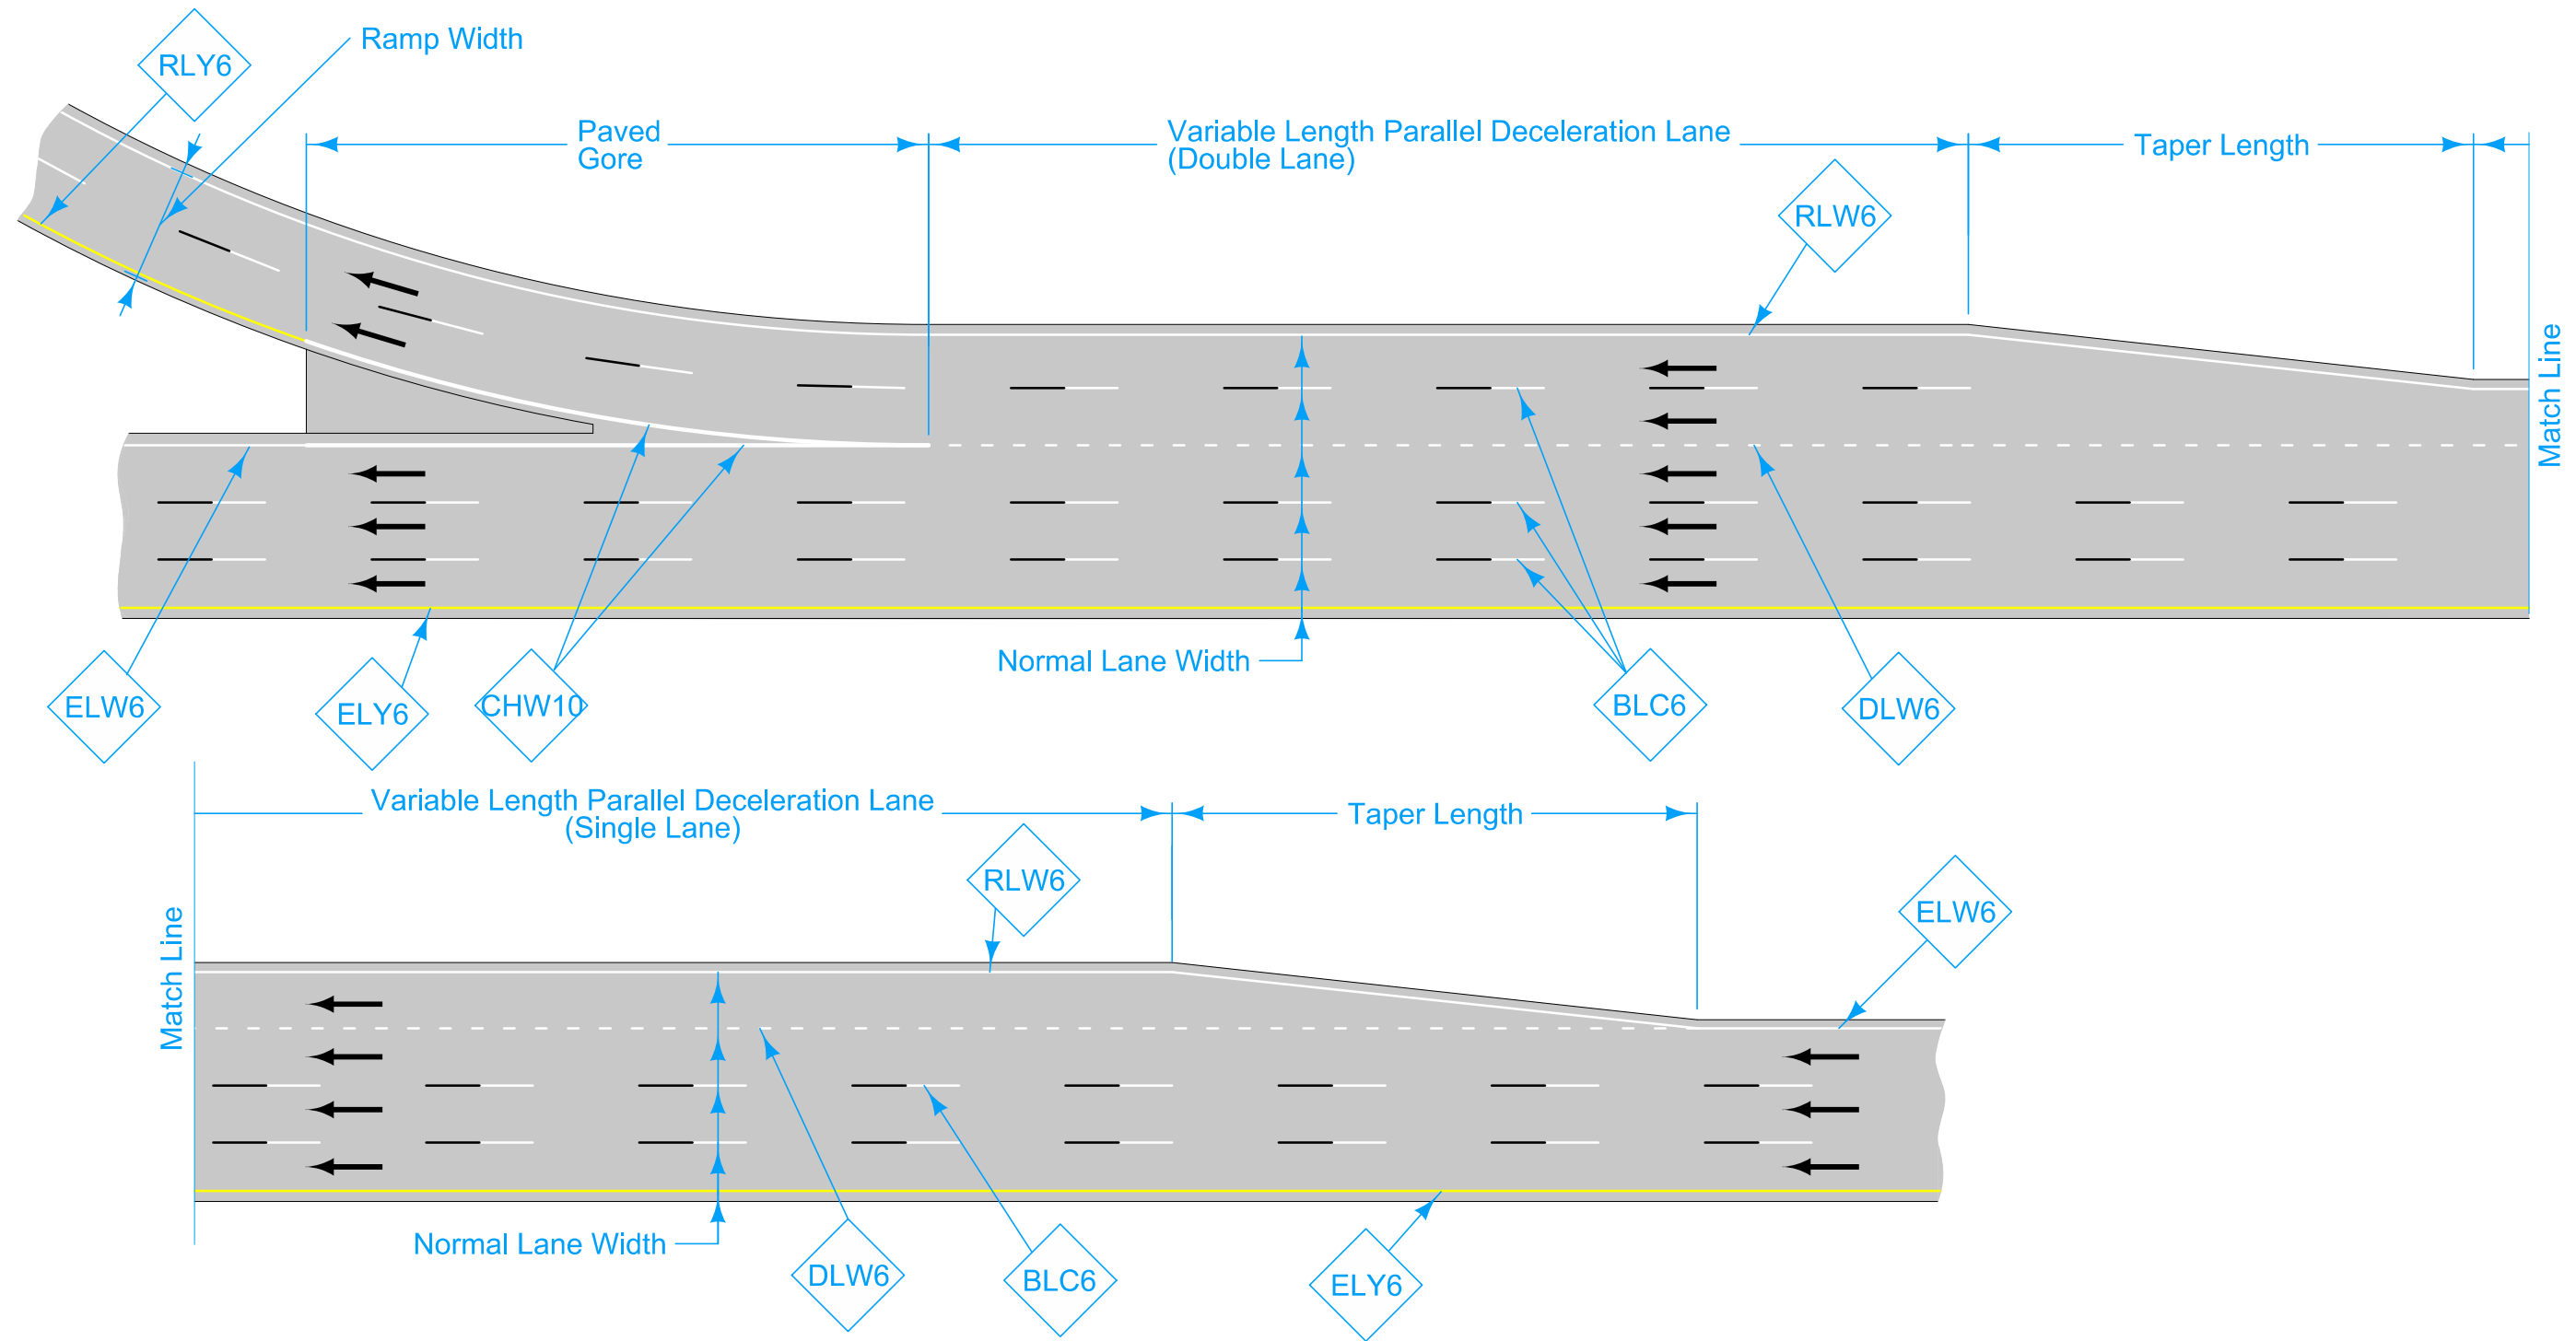 RLY6
Ramp Width
Paved
Gore
Variable Length Parallel Deceleration Lane
(Double Lane)
Taper Length
RLW6
Match Line
Normal Lane Width
ELW6
ELY6
CHW10
BLC6
DLW6
Variable Length Parallel Deceleration Lane
(Single Lane)
Taper Length
RLW6
ELW6
Match Line
Normal Lane Width
DLW6
BLC6
ELY6